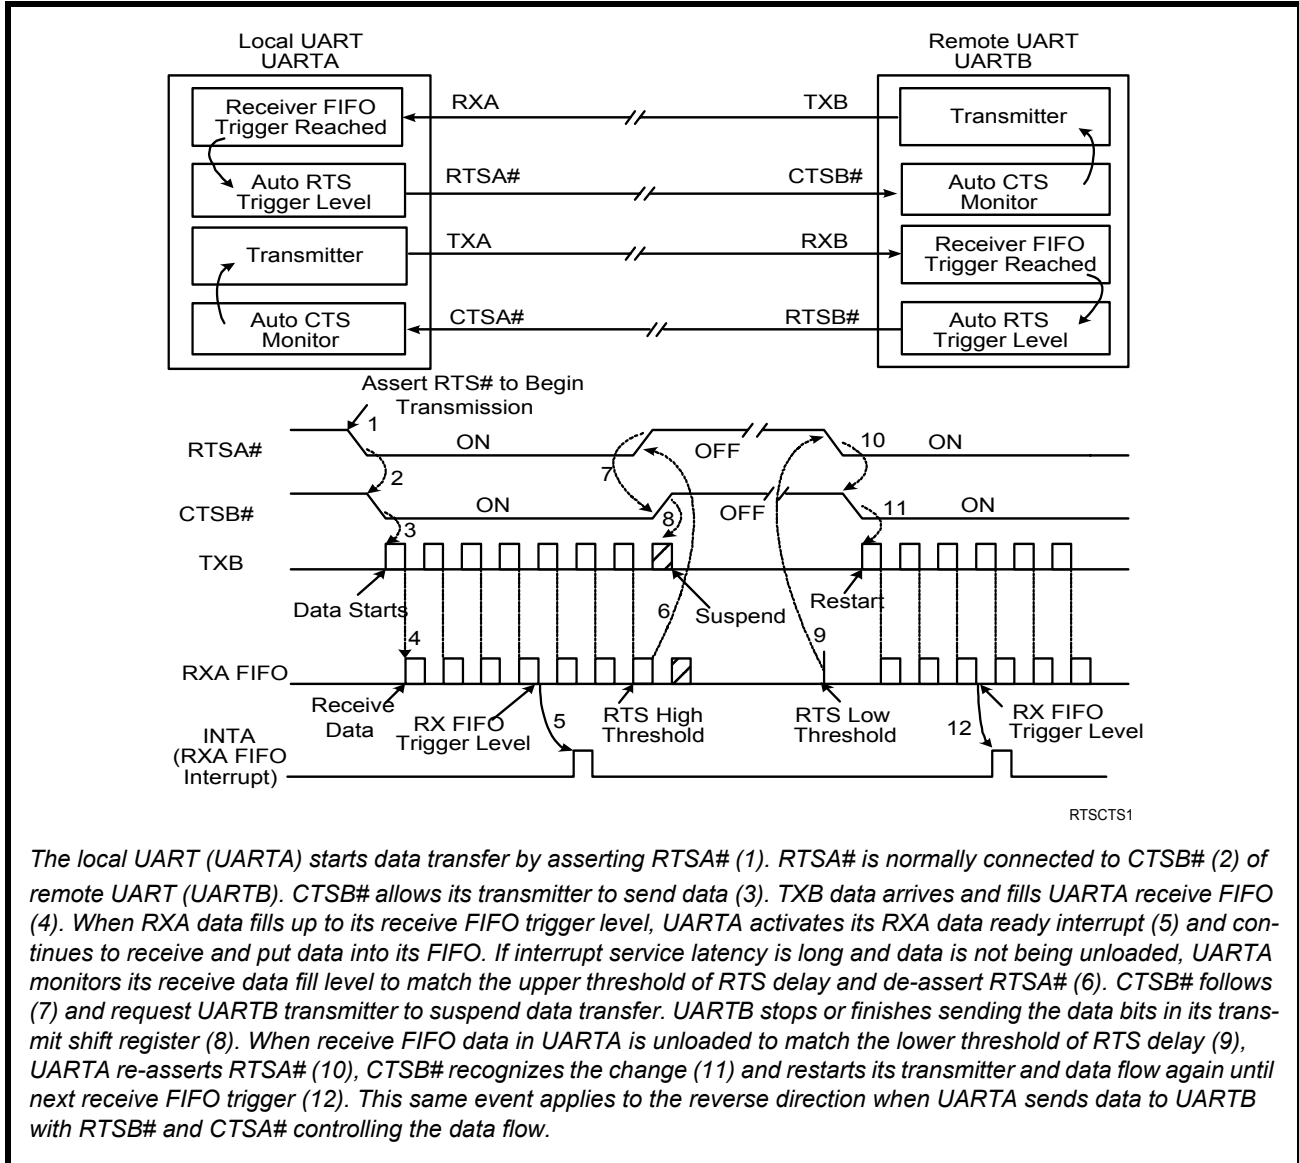 Local UART
UARTA
Remote UART
UARTB
Receiver FIFO
Trigger Reached
RXA
TXB
Transmitter
Auto RTS
Trigger Level
RTSA#
CTSB#
Auto CTS
Monitor
Transmitter
TXA
RXB
Receiver FIFO
Trigger Reached
Auto CTS
Monitor
CTSA#
RTSB#
Auto RTS
Trigger Level
Assert RTS# to Begin
Transmission
RTSA#
1
ON
7
OFF
10
ON
2
CTSB#
3
ON
8
OFF
11
ON
TXB
Data Starts
6
Suspend
Restart
4
9
RXA FIFO
Receive
Data
RX FIFO
Trigger Level
5
RTS High
Threshold
RTS Low
Threshold
12
RX FIFO
Trigger Level
INTA
(RXA FIFO
Interrupt)
RTSCTS1
The local UART (UARTA) starts data transfer by asserting RTSA# (1). RTSA# is normally connected to CTSB# (2) of
remote UART (UARTB). CTSB# allows its transmitter to send data (3). TXB data arrives and fills UARTA receive FIFO
(4). When RXA data fills up to its receive FIFO trigger level, UARTA activates its RXA data ready interrupt (5) and con-
tinues to receive and put data into its FIFO. If interrupt service latency is long and data is not being unloaded, UARTA
monitors its receive data fill level to match the upper threshold of RTS delay and de-assert RTSA# (6). CTSB# follows
(7) and request UARTB transmitter to suspend data transfer. UARTB stops or finishes sending the data bits in its trans-
mit shift register (8). When receive FIFO data in UARTA is unloaded to match the lower threshold of RTS delay (9),
UARTA re-asserts RTSA# (10), CTSB# recognizes the change (11) and restarts its transmitter and data flow again until
next receive FIFO trigger (12). This same event applies to the reverse direction when UARTA sends data to UARTB
with RTSB# and CTSA# controlling the data flow.